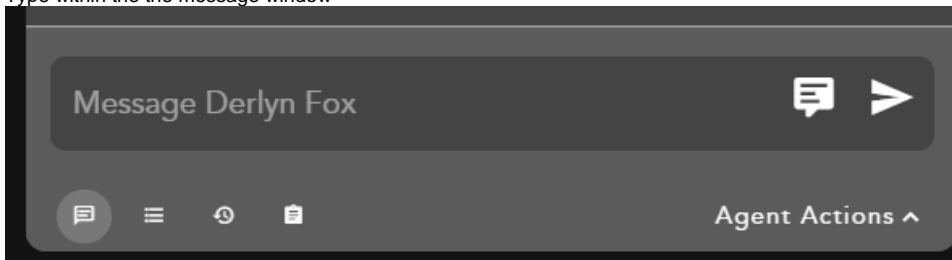 Type within the the message window
Message Derlyn Fox
Agent Actions